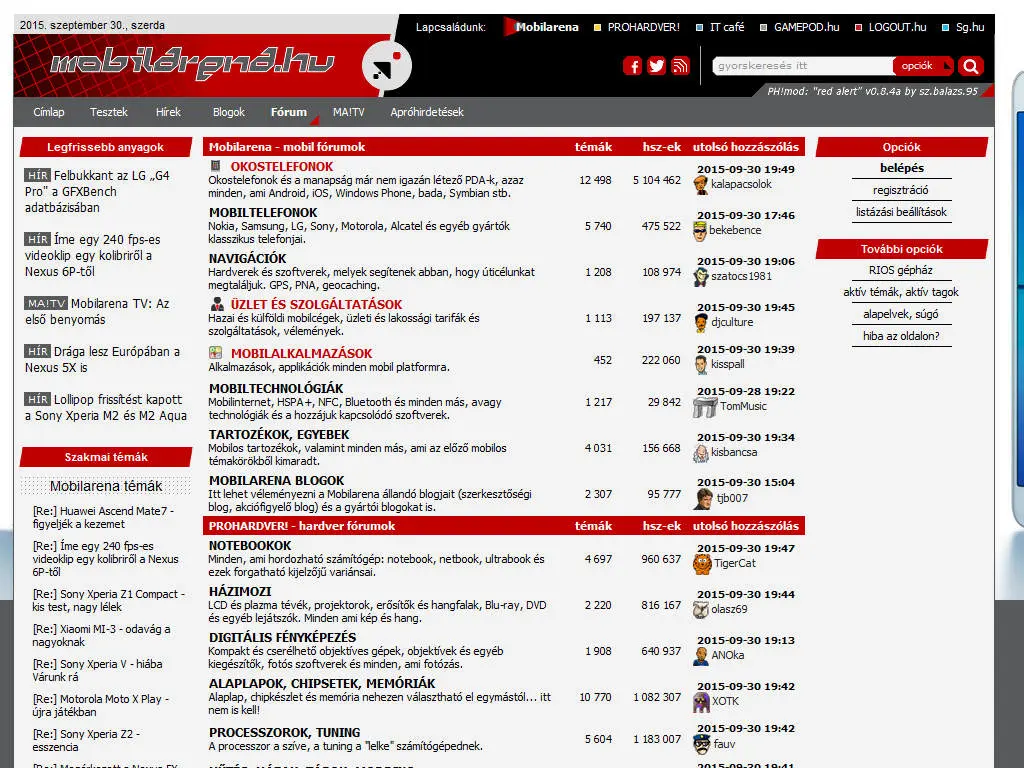 2015. szeptember 30., szerda
Lapcsaládunk: Mobilarena PROHARDVER! IT café GAMEPOD.hu LOGOUT.hu Sg.hu
mobilarena.hu
gyorskeresés itt opciók
PH!mod: "red alert" v0.8.4a by sz.balazs.95
Címlap Tesztek Hírek Blogok Fórum MA!TV Apróhirdetések
Legfrissebb anyagok
HÍR Felbukkant az LG „G4
Pro" a GFXBench
adatbázisában
HÍR Íme egy 240 fps-es
videoklip egy kolibriről a
Nexus 6P-től
MA!TV Mobilarena TV: Az
első benyomás
HÍR Drága lesz Európában a
Nexus 5X is
HÍR Lollipop frissítést kapott
a Sony Xperia M2 és M2 Aqua
Szakmai témák
Mobilarena témák
[Re:] Huawei Ascend Mate7 -
figyeljék a kezemet
[Re:] Íme egy 240 fps-es
videoklip egy kolibriről a Nexus
6P-től
[Re:] Sony Xperia Z1 Compact -
kis test, nagy lélek
[Re:] Xiaomi MI-3 - odavág a
nagyoknak
[Re:] Sony Xperia V - hiába
Várunk rá
[Re:] Motorola Moto X Play -
újra játékban
[Re:] Sony Xperia Z2 -
esszencia
Mobilarena - mobil fórumok témák hsz-ek utolsó hozzászólás
OKOSTELEFONOK
Okostelefonok és a manapság már nem igazán létező PDA-k, azaz
minden, ami Android, iOS, Windows Phone, bada, Symbian stb.
12 498 5 104 462 2015-09-30 19:49
kalapacsolok
MOBILTELEFONOK
Nokia, Samsung, LG, Sony, Motorola, Alcatel és egyéb gyártók
klasszikus telefonjai.
5 740 475 522 2015-09-30 17:46
bekebence
NAVIGÁCIÓK
Hardverek és szoftverek, melyek segítenek abban, hogy úticélunkat
megtaláljuk. GPS, PNA, geocaching.
1 208 108 974 2015-09-30 19:06
szatocs1981
ÜZLET ÉS SZOLGÁLTATÁSOK
Hazai és külföldi mobilcégek, üzleti és lakossági tarifák és
szolgáltatások, vélemények.
1 113 197 137 2015-09-30 19:45
djculture
MOBILALKALMAZÁSOK
Alkalmazások, applikációk minden mobil platformra.
452 222 060 2015-09-30 19:39
kisspall
MOBILTECHNOLÓGIÁK
Mobilinternet, HSPA+, NFC, Bluetooth és minden más, avagy
technológiák és a hozzájuk kapcsolódó szoftverek.
1 217 29 842 2015-09-28 19:22
TomMusic
TARTOZÉKOK, EGYEBEK
Mobilos tartozékok, valamint minden más, ami az előző mobilos
témakörökből kimaradt.
4 031 156 668 2015-09-30 19:34
kisbancsa
MOBILARENA BLOGOK
Itt lehet véleményezni a Mobilarena állandó blogjait (szerkesztőségi
blog, akciófigyelő blog) és a gyártói blogokat is.
2 307 95 777 2015-09-30 15:04
tjb007
PROHARDVER! - hardver fórumok témák hsz-ek utolsó hozzászólás
NOTEBOOKOK
Minden, ami hordozható számítógép: notebook, netbook, ultrabook és
ezek forgatható kijelzőjű variánsai.
4 697 960 637 2015-09-30 19:47
TigerCat
HÁZIMOZI
LCD és plazma tévék, projektorok, erősítők és hangfalak, Blu-ray, DVD
és egyéb lejátszók. Minden ami kép és hang.
2 220 816 167 2015-09-30 19:44
olasz69
DIGITÁLIS FÉNYKÉPEZÉS
Kompakt és cserélhető objektíves gépek, objektívek és egyéb
kiegészítők, fotós szoftverek és minden, ami fotózás.
1 908 640 937 2015-09-30 19:13
ANOka
ALAPLAPOK, CHIPSETEK, MEMÓRIÁK
Alaplap, chipkészlet és memória nehezen választható el egymástól... itt
nem is kell!
10 770 1 082 307 2015-09-30 19:42
XOTK
PROCESSZOROK, TUNING
A processzor a szíve, a tuning a "lelke" számítógépednek.
5 604 1 183 007 2015-09-30 19:42
fauv
Opciók
belépés
regisztráció
listázási beállítások
További opciók
RIOS gépház
aktív témák, aktív tagok
alapelvek, súgó
hiba az oldalon?